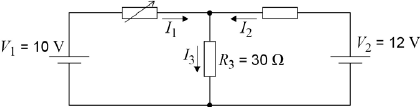 I₁
I₂
V₁ = 10 V
I₃
R₃ = 30 Ω
V₂ = 12 V